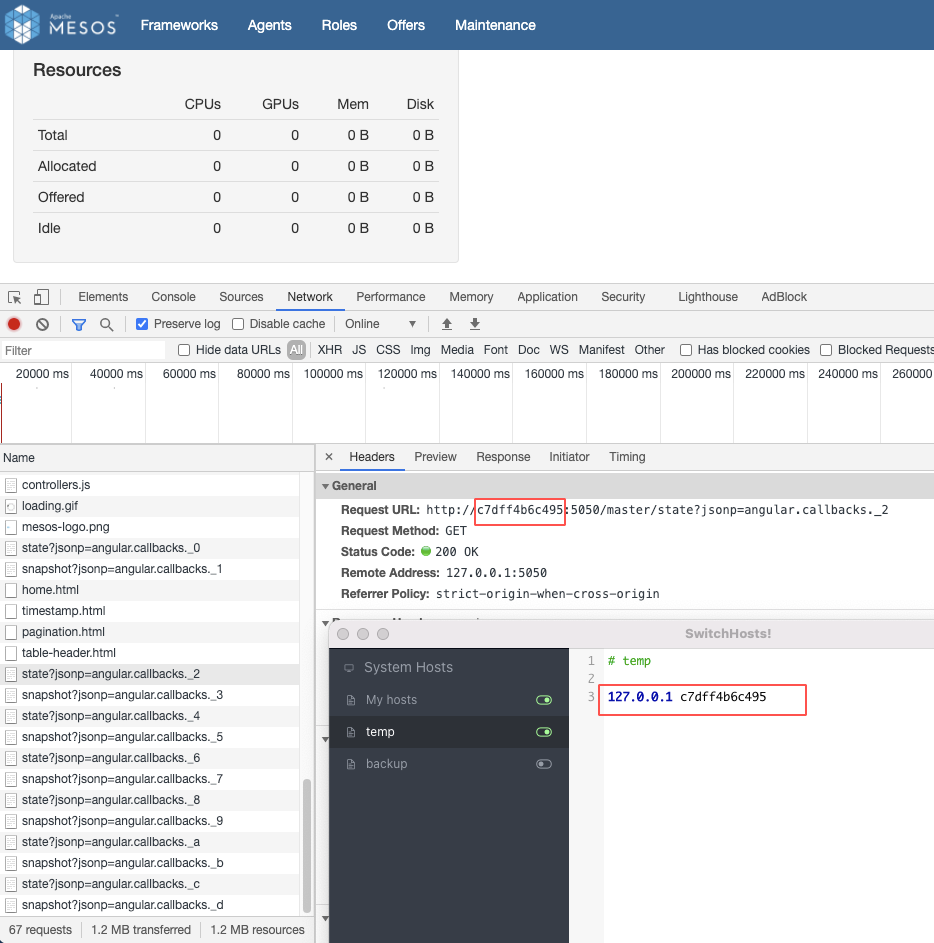 Apache
MESOS™ Frameworks Agents Roles Offers Maintenance
Resources
CPUs GPUs Mem Disk
Total 0 0 0 B 0 B
Allocated 0 0 0 B 0 B
Offered 0 0 0 B 0 B
Idle 0 0 0 B 0 B
Elements Console Sources Network Performance Memory Application Security Lighthouse AdBlock
Preserve log Disable cache Online
Filter Hide data URLs All XHR JS CSS Img Media Font Doc WS Manifest Other Has blocked cookies Blocked Requests
20000 ms 40000 ms 60000 ms 80000 ms 100000 ms 120000 ms 140000 ms 160000 ms 180000 ms 200000 ms 220000 ms 240000 ms 260000
Name
controllers.js
loading.gif
mesos-logo.png
state?jsonp=angular.callbacks._0
snapshot?jsonp=angular.callbacks._1
home.html
timestamp.html
pagination.html
table-header.html
state?jsonp=angular.callbacks._2
snapshot?jsonp=angular.callbacks._3
state?jsonp=angular.callbacks._4
snapshot?jsonp=angular.callbacks._5
state?jsonp=angular.callbacks._6
snapshot?jsonp=angular.callbacks._7
state?jsonp=angular.callbacks._8
snapshot?jsonp=angular.callbacks._9
state?jsonp=angular.callbacks._a
snapshot?jsonp=angular.callbacks._b
state?jsonp=angular.callbacks._c
snapshot?jsonp=angular.callbacks._d
67 requests 1.2 MB transferred 1.2 MB resources
× Headers Preview Response Initiator Timing
General
Request URL: http://c7dff4b6c495:5050/master/state?jsonp=angular.callbacks._2
Request Method: GET
Status Code: 200 OK
Remote Address: 127.0.0.1:5050
Referrer Policy: strict-origin-when-cross-origin
SwitchHosts!
System Hosts
My hosts
temp
backup
1 # temp
2
3 127.0.0.1 c7dff4b6c495